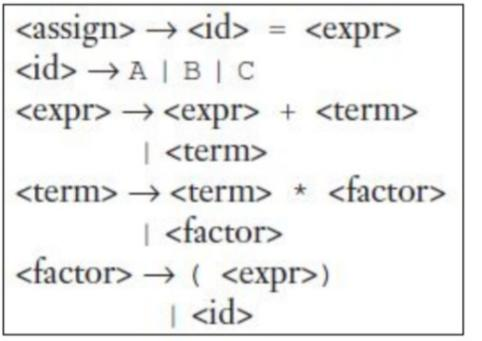 <assign> → <id> = <expr>
<id> → A | B | C
<expr> → <expr> + <term>
| <term>
<term> → <term> * <factor>
| <factor>
<factor> → ( <expr>)
| <id>